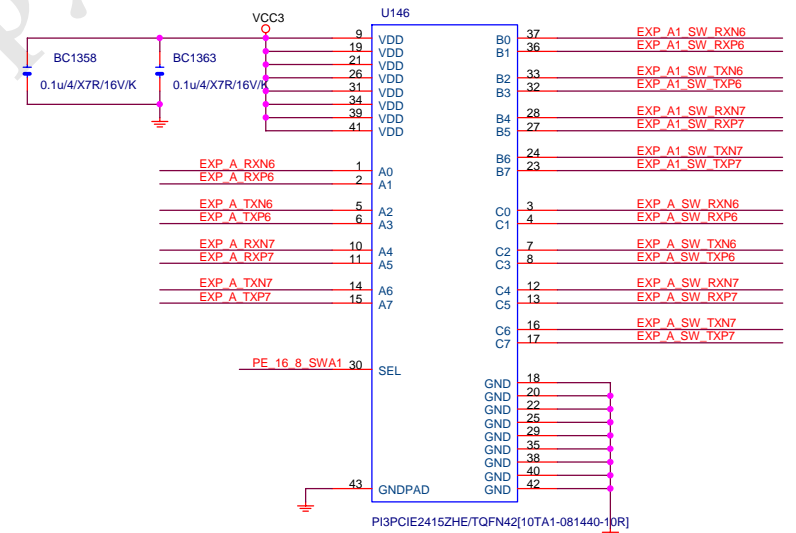 U146
VCC3
BC1358
0.1u/4/X7R/16V/K
BC1363
0.1u/4/X7R/16V/K
9 VDD
19 VDD
21 VDD
26 VDD
31 VDD
34 VDD
39 VDD
41 VDD
EXP_A_RXN6 1 A0
EXP_A_RXP6 2 A1
EXP_A_TXN6 5 A2
EXP_A_TXP6 6 A3
EXP_A_RXN7 10 A4
EXP_A_RXP7 11 A5
EXP_A_TXN7 14 A6
EXP_A_TXP7 15 A7
PE_16_8_SWA1 30 SEL
43 GNDPAD
B0 37 EXP_A1_SW_RXN6
B1 36 EXP_A1_SW_RXP6
B2 33 EXP_A1_SW_TXN6
B3 32 EXP_A1_SW_TXP6
B4 28 EXP_A1_SW_RXN7
B5 27 EXP_A1_SW_RXP7
B6 24 EXP_A1_SW_TXN7
B7 23 EXP_A1_SW_TXP7
C0 3 EXP_A_SW_RXN6
C1 4 EXP_A_SW_RXP6
C2 7 EXP_A_SW_TXN6
C3 8 EXP_A_SW_TXP6
C4 12 EXP_A_SW_RXN7
C5 13 EXP_A_SW_RXP7
C6 16 EXP_A_SW_TXN7
C7 17 EXP_A_SW_TXP7
GND 18
GND 20
GND 22
GND 25
GND 29
GND 35
GND 38
GND 40
GND 42
PI3PCIE2415ZHE/TQFN42[10TA1-081440-10R]